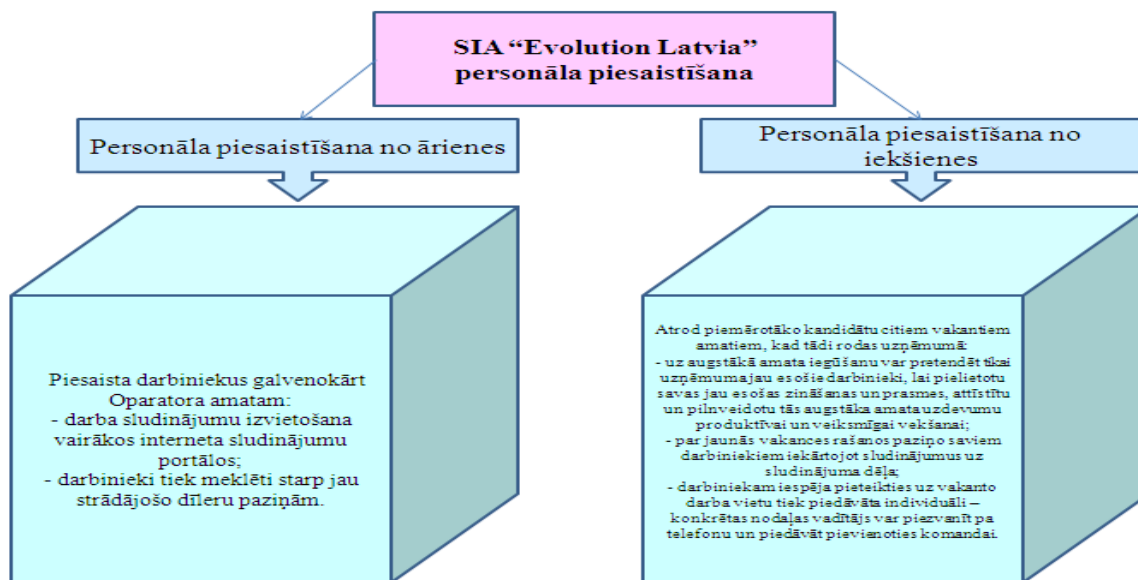 SIA “Evolution Latvia”
personāla piesaistīšana
Personāla piesaistīšana no ārienes
Personāla piesaistīšana no
iekšienes
Piesaista darbiniekus galvenokārt
Oparatora amatam:
- darba sludinājumu izvietošana
vairākos interneta sludinājumu
portālos;
- darbinieki tiek meklēti starp jau
strādājošo dīleru paziņām.
Atrod piemērotāko kandidātu citiem vakantiem
amatiem, kad tādi rodas uzņēmumā:
- uz augstākā amata iegūšanu var pretendēt tikai
uzņēmuma jau esošie darbinieki, lai pielietotu
savas jau esošas zināšanas un prasmes, attīstītu
un pilnveidotu tās augstāka amata uzdevumu
produktīvai un veiksmīgai vekšanai;
- par jaunās vakances rašanos paziņo saviem
darbiniekiem iekārtojot sludinājumus uz
sludinājuma dēļa;
- darbiniekam iespēja pieteikties uz vakanto
darba vietu tiek piedāvāta individuāli –
konkrētas nodaļas vadītājs var piezvanīt pa
telefonu un piedāvāt pievienoties komandai.